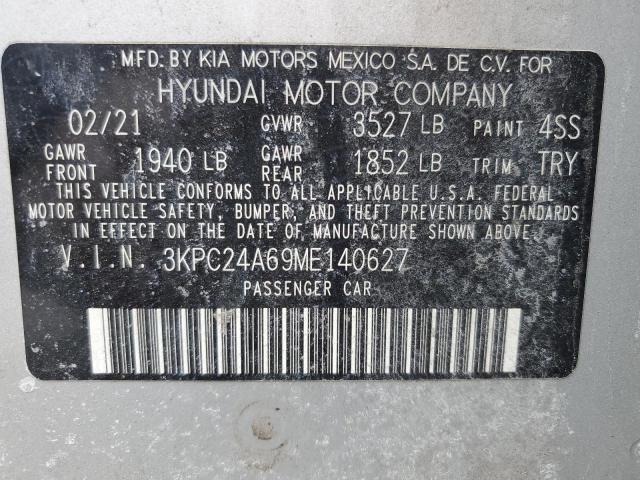 MFD. BY KIA MOTORS MEXICO S.A. DE C.V. FOR
HYUNDAI MOTOR COMPANY
02/21 GVWR 3527 LB PAINT 4SS
GAWR FRONT 1940 LB GAWR REAR 1852 LB TRIM TRY
THIS VEHICLE CONFORMS TO ALL APPLICABLE U.S.A. FEDERAL
MOTOR VEHICLE SAFETY, BUMPER, AND THEFT PREVENTION STANDARDS
IN EFFECT ON THE DATE OF MANUFACTURE SHOWN ABOVE.
V.I.N. 3KPC24A69ME140627
PASSENGER CAR